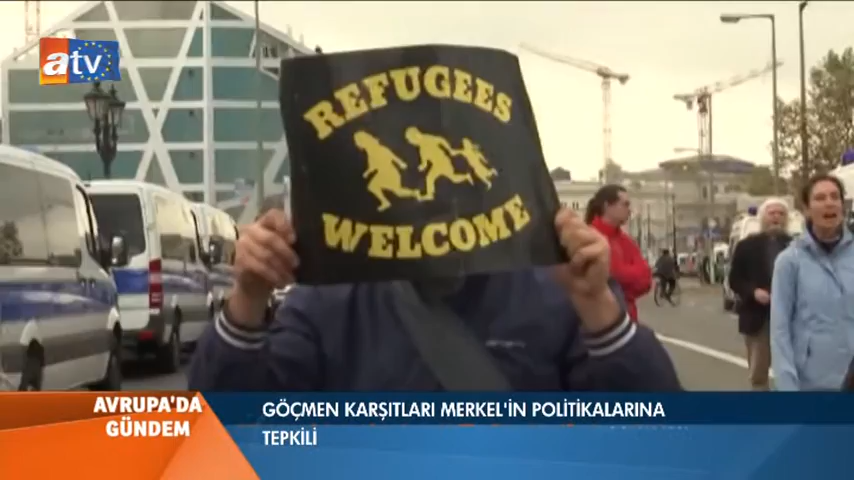 atv
REFUGEES
WELCOME
AVRUPA'DA
GÜNDEM
GÖÇMEN KARŞITLARI MERKEL'İN POLİTİKALARINA
TEPKİLİ